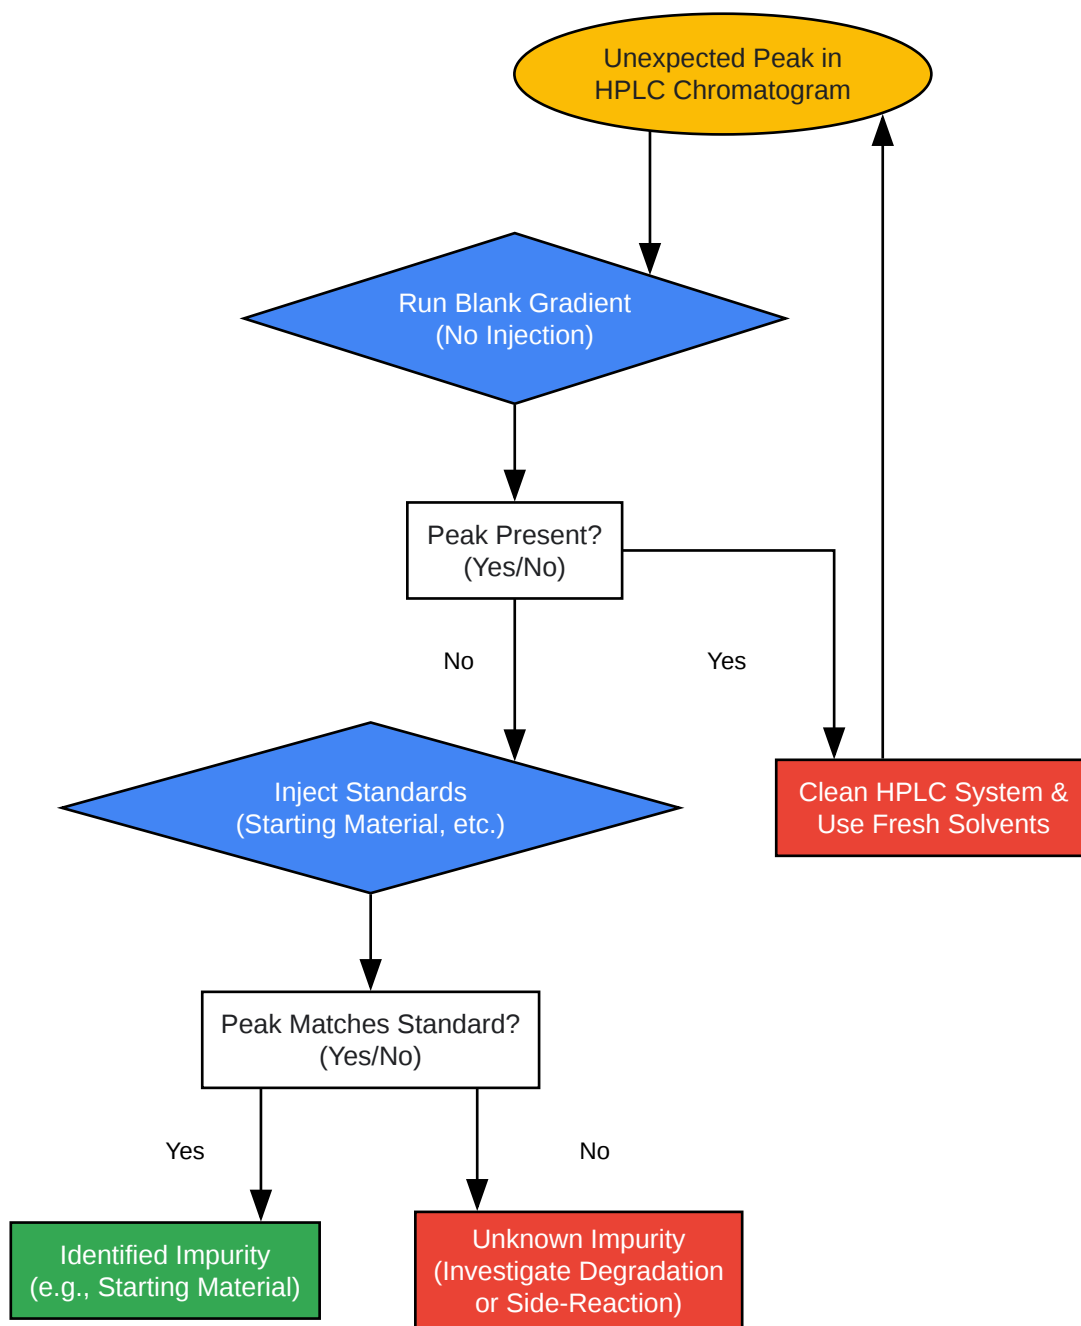 Unexpected Peak in
HPLC Chromatogram
Run Blank Gradient
(No Injection)
Peak Present?
(Yes/No)
No
Yes
Inject Standards
(Starting Material, etc.)
Clean HPLC System &
Use Fresh Solvents
Peak Matches Standard?
(Yes/No)
Yes
No
Identified Impurity
(e.g., Starting Material)
Unknown Impurity
(Investigate Degradation
or Side-Reaction)